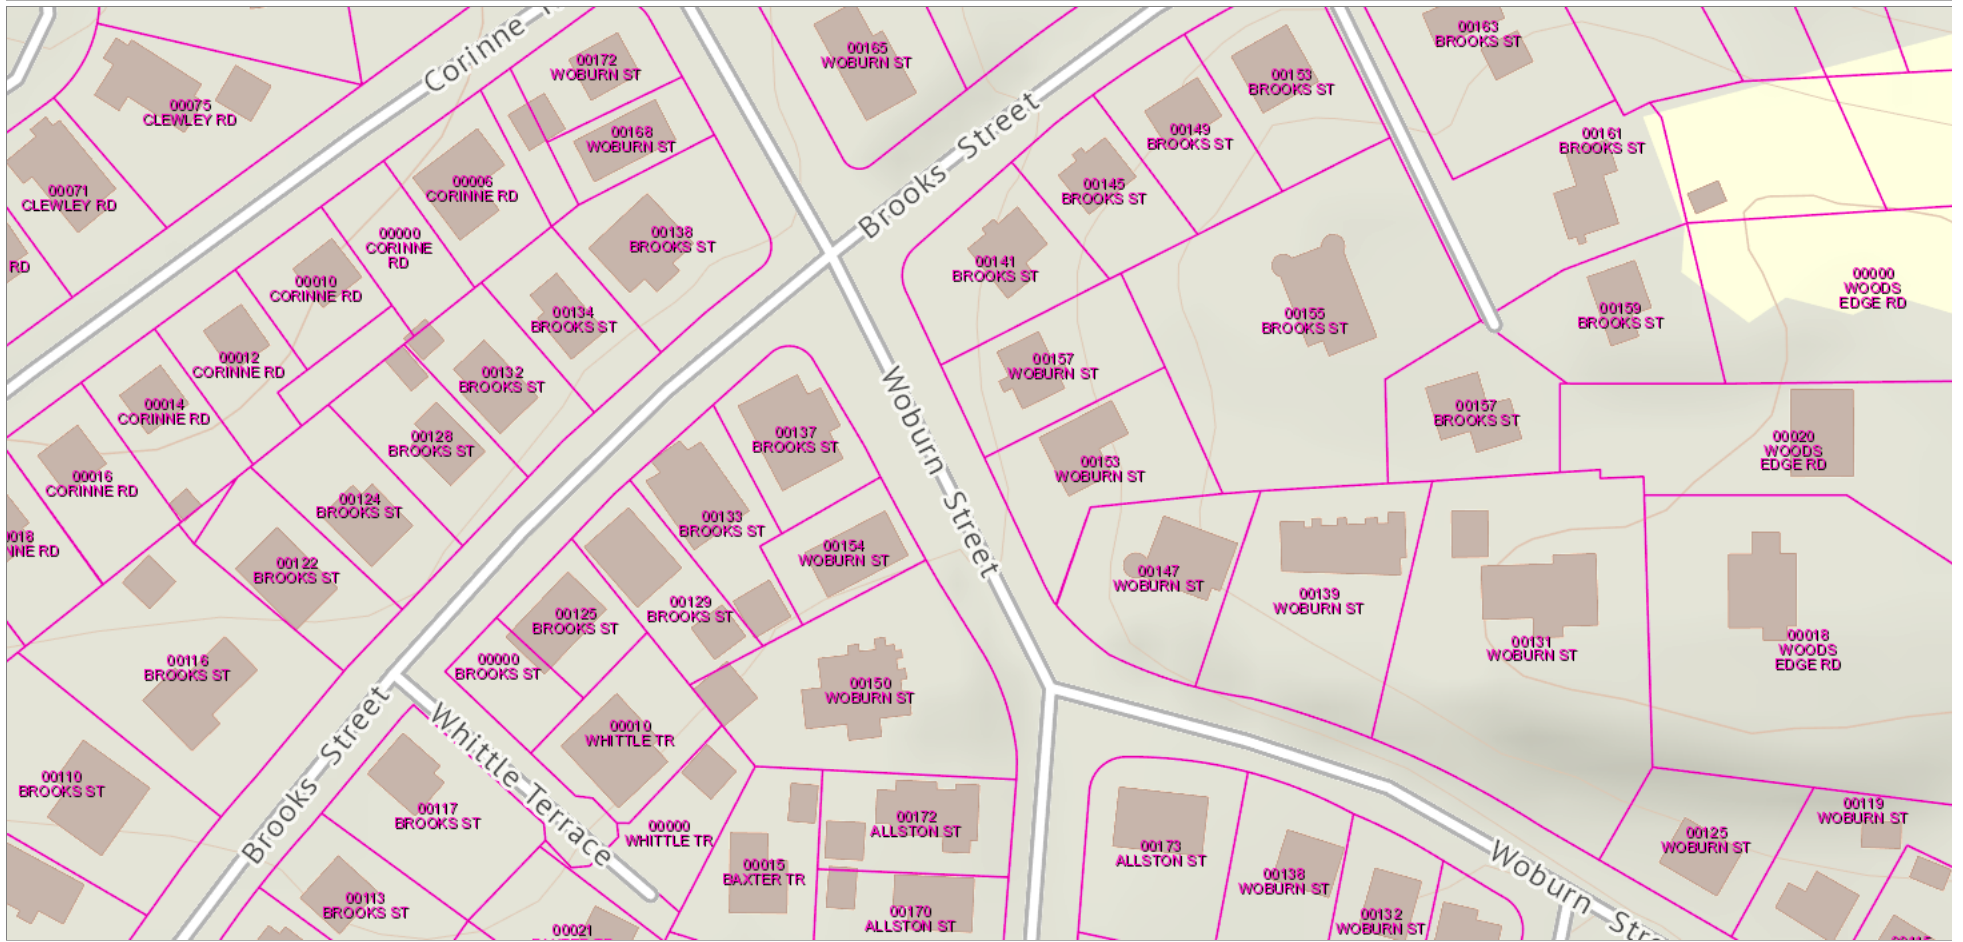 Corinne
00163
BROOKS ST
00172
WOBURN ST
00165
WOBURN ST
00153
BROOKS ST
00075
CLEWLEY RD
00168
WOBURN ST
00149
BROOKS ST
00161
BROOKS ST
Brooks Street
00071
CLEWLEY RD
00006
CORINNE RD
00145
BROOKS ST
00138
BROOKS ST
00000
CORINNE
RD
RD
00141
BROOKS ST
00010
CORINNE RD
00000
WOODS
EDGE RD
00134
BROOKS ST
00155
BROOKS ST
00159
BROOKS ST
00012
CORINNE RD
00132
BROOKS ST
00157
WOBURN ST
00014
CORINNE RD
00157
BROOKS ST
00128
BROOKS ST
00137
BROOKS ST
Woburn Street
00020
WOODS
EDGE RD
00016
CORINNE RD
00153
WOBURN ST
00124
BROOKS ST
00133
BROOKS ST
0018
NNE RD
00154
WOBURN ST
00122
BROOKS ST
00147
WOBURN ST
00139
WOBURN ST
00129
BROOKS ST
00125
BROOKS ST
00131
WOBURN ST
00018
WOODS
EDGE RD
00116
BROOKS ST
00000
BROOKS ST
00150
WOBURN ST
00010
WHITTLE TR
Whittle Terrace
Brooks Street
00110
BROOKS ST
00117
BROOKS ST
00000
WHITTLE TR
00172
ALLSTON ST
00119
WOBURN ST
00125
WOBURN ST
00173
ALLSTON ST
00015
BAXTER TR
00138
WOBURN ST
Woburn Stre
00113
BROOKS ST
00170
ALLSTON ST
00132
WOBURN ST
00021